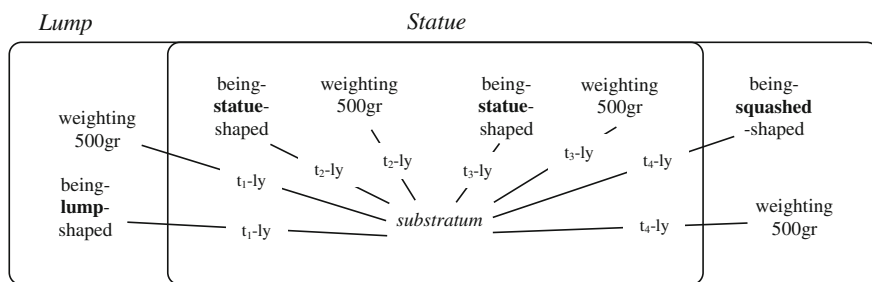 Lump
Statue
weighting
500gr
being-
lump-
shaped
being-
statue-
shaped
weighting
500gr
being-
statue-
shaped
weighting
500gr
being-
squashed
-shaped
weighting
500gr
t₁-ly
t₁-ly
t₂-ly
t₂-ly
t₃-ly
t₃-ly
t₄-ly
t₄-ly
substratum